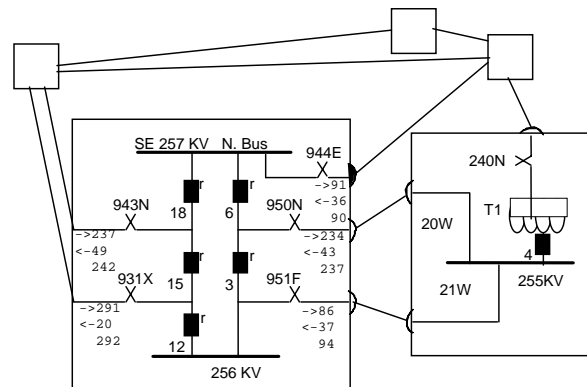 SE 257 KV N. Bus
944E
->91
<-36
90
r
r
943N
18
6
950N
->237
<-49
242
->234
<-43
237
r
r
931X
15
3
951F
->291
<-20
292
r
->86
<-37
94
12
256 KV
240N
T1
20W
4
255KV
21W